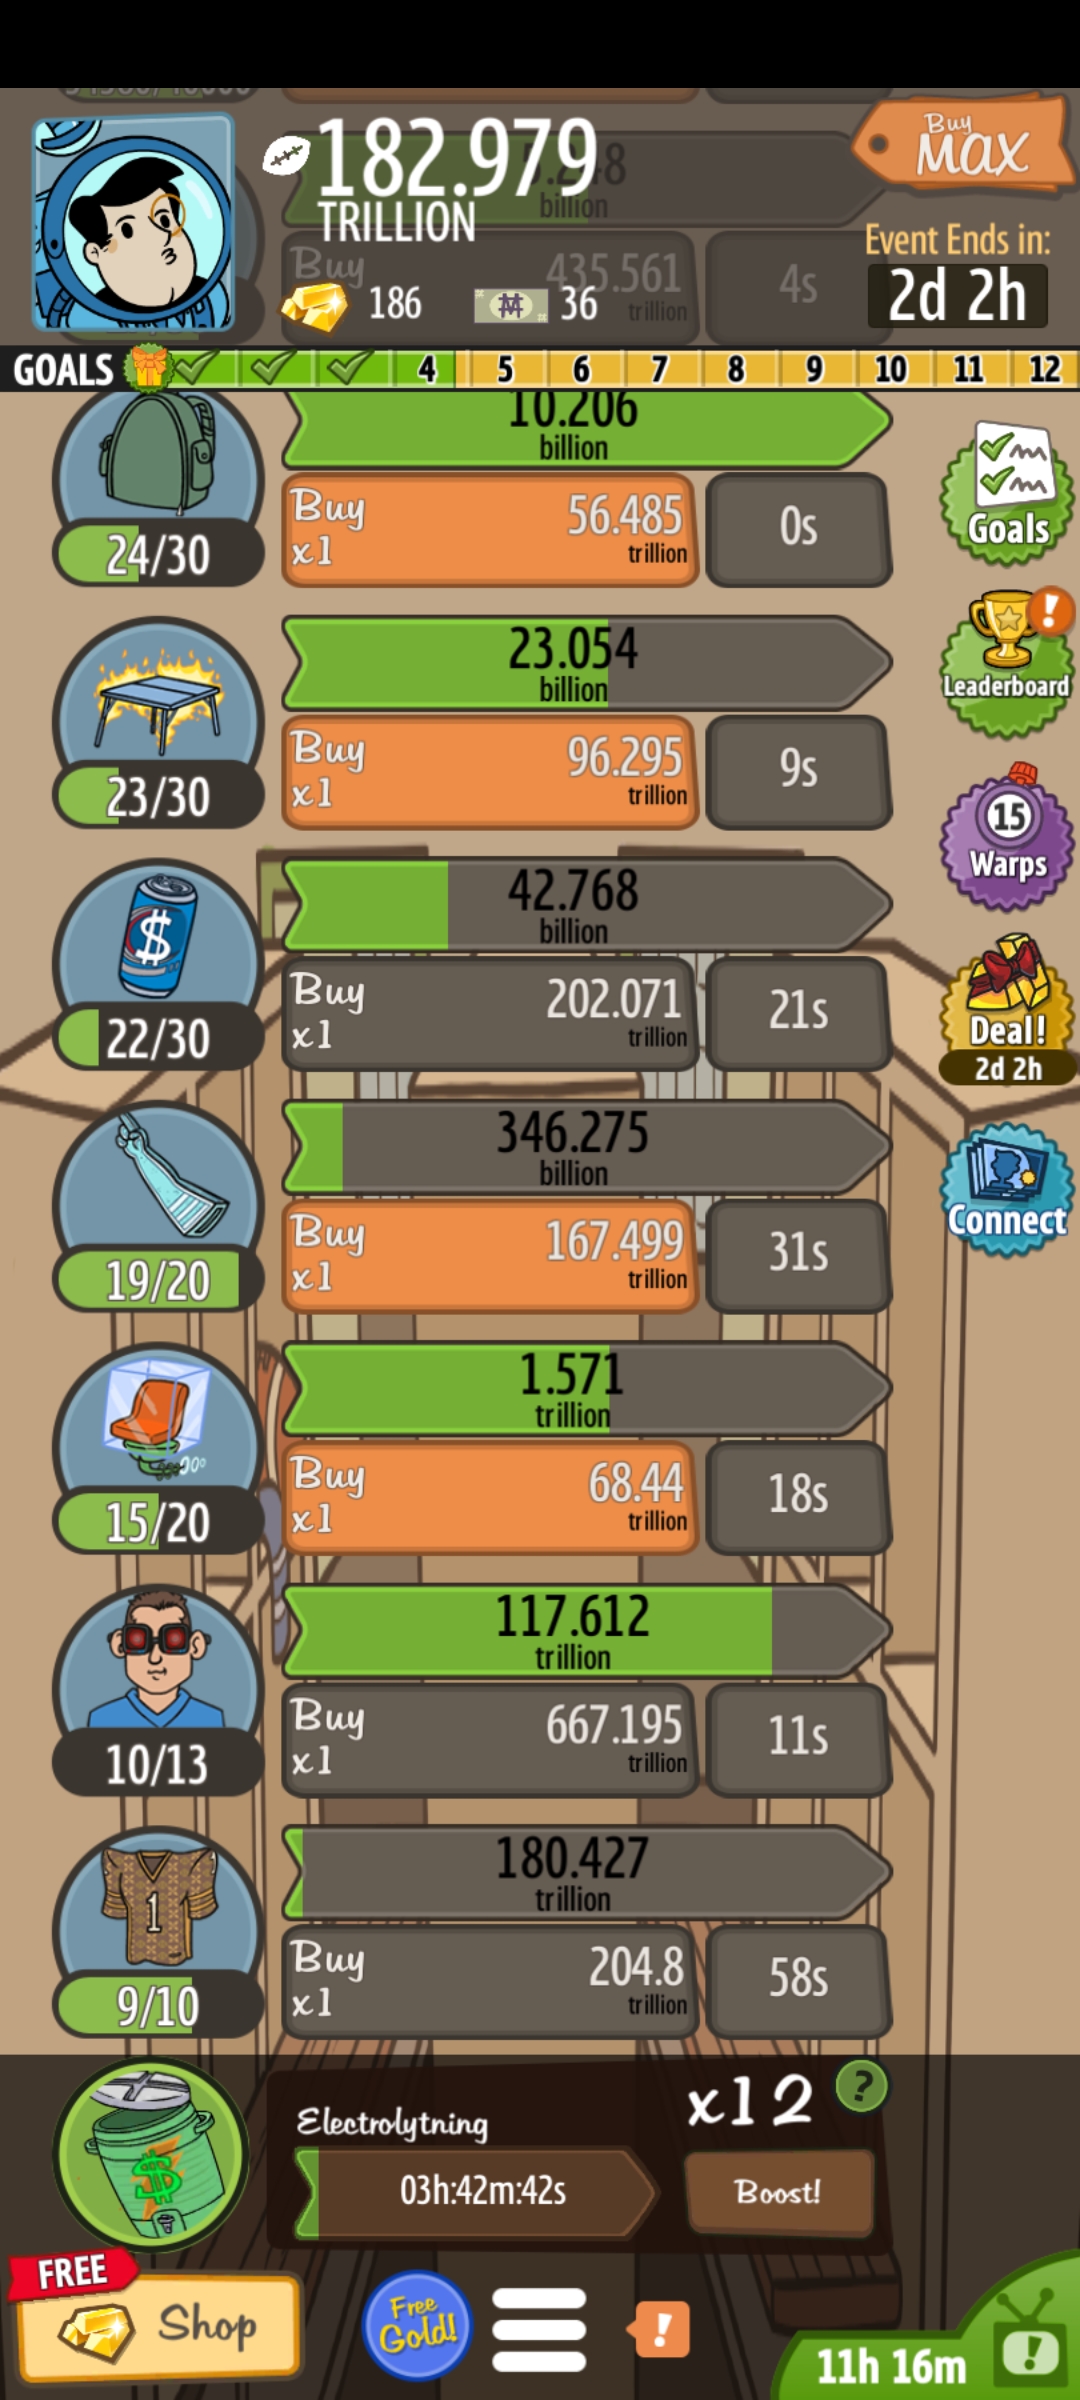 182.979
TRILLION
Buy
MAX
billion
Buy
435.561
trillion
4s
186
36
Event Ends in:
2d 2h
GOALS
4
5
6
7
8
9
10
11
12
10.206
billion
Buy
x1
56.485
trillion
0s
24/30
Goals
23.054
billion
Buy
x1
96.295
trillion
9s
23/30
Leaderboard
15
Warps
42.768
billion
Buy
x1
202.071
trillion
21s
$
22/30
Deal!
2d 2h
346.275
billion
Buy
x1
167.499
trillion
31s
19/20
Connect
1.571
trillion
Buy
x1
68.44
trillion
18s
15/20
117.612
trillion
Buy
x1
667.195
trillion
11s
10/13
180.427
trillion
Buy
x1
204.8
trillion
58s
1
9/10
$
Electrolytning
03h:42m:42s
x12
?
Boost!
FREE
Shop
Free
Gold!
!
11h 16m
!